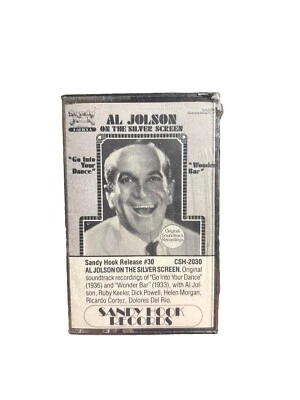 AL JOLSON
ON THE SILVER SCREEN
"Go Into
Your
Dance"
"Wonder
Bar"
Original
Soundtrack
Recordings
Sandy Hook Release #30 CSH-2030
AL JOLSON ON THE SILVER SCREEN. Original
soundtrack recordings of "Go Into Your Dance"
(1936) and "Wonder Bar" (1933), with Al Jol-
son, Ruby Keeler, Dick Powell, Helen Morgan,
Ricardo Cortez, Dolores Del Rio.
SANDY HOOK
RECORDS